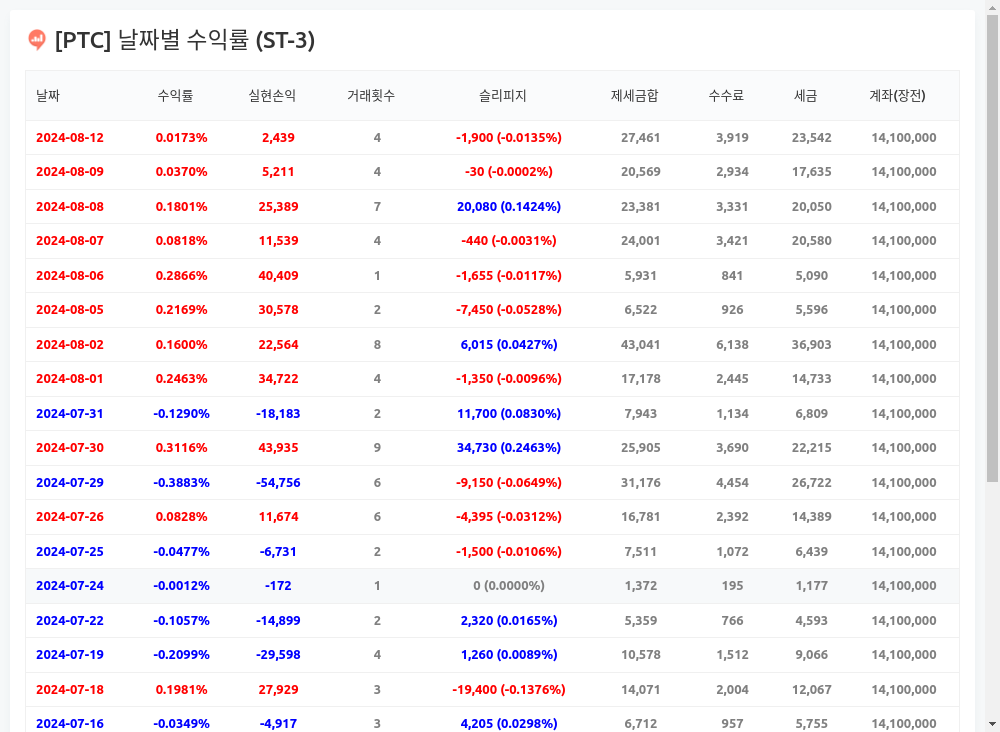 [PTC] 날짜별 수익률 (ST-3)
날짜 수익률 실현손익 거래횟수 슬리피지 제세금합 수수료 세금 계좌(장전)
2024-08-12 0.0173% 2,439 4 -1,900 (-0.0135%) 27,461 3,919 23,542 14,100,000
2024-08-09 0.0370% 5,211 4 -30 (-0.0002%) 20,569 2,934 17,635 14,100,000
2024-08-08 0.1801% 25,389 7 20,080 (0.1424%) 23,381 3,331 20,050 14,100,000
2024-08-07 0.0818% 11,539 4 -440 (-0.0031%) 24,001 3,421 20,580 14,100,000
2024-08-06 0.2866% 40,409 1 -1,655 (-0.0117%) 5,931 841 5,090 14,100,000
2024-08-05 0.2169% 30,578 2 -7,450 (-0.0528%) 6,522 926 5,596 14,100,000
2024-08-02 0.1600% 22,564 8 6,015 (0.0427%) 43,041 6,138 36,903 14,100,000
2024-08-01 0.2463% 34,722 4 -1,350 (-0.0096%) 17,178 2,445 14,733 14,100,000
2024-07-31 -0.1290% -18,183 2 11,700 (0.0830%) 7,943 1,134 6,809 14,100,000
2024-07-30 0.3116% 43,935 9 34,730 (0.2463%) 25,905 3,690 22,215 14,100,000
2024-07-29 -0.3883% -54,756 6 -9,150 (-0.0649%) 31,176 4,454 26,722 14,100,000
2024-07-26 0.0828% 11,674 6 -4,395 (-0.0312%) 16,781 2,392 14,389 14,100,000
2024-07-25 -0.0477% -6,731 2 -1,500 (-0.0106%) 7,511 1,072 6,439 14,100,000
2024-07-24 -0.0012% -172 1 0 (0.0000%) 1,372 195 1,177 14,100,000
2024-07-22 -0.1057% -14,899 2 2,320 (0.0165%) 5,359 766 4,593 14,100,000
2024-07-19 -0.2099% -29,598 4 1,260 (0.0089%) 10,578 1,512 9,066 14,100,000
2024-07-18 0.1981% 27,929 3 -19,400 (-0.1376%) 14,071 2,004 12,067 14,100,000
2024-07-16 -0.0349% -4,917 3 4,205 (0.0298%) 6,712 957 5,755 14,100,000